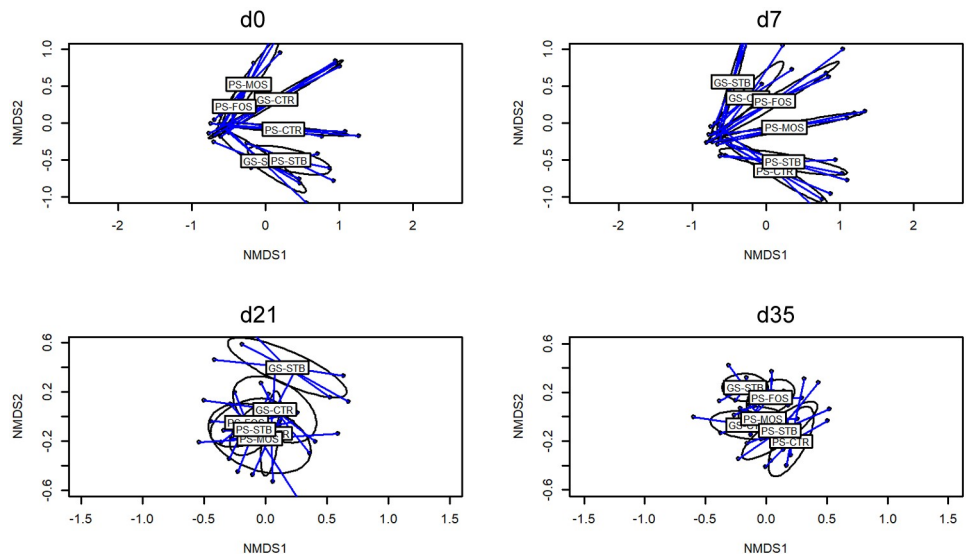 d0
1.0
0.5
0.0
-0.5
-1.0
NMDS2
PS-MOS
GS-CTR
PS-FOS
PS-CTR
PS-STB
-2 -1 0 1 2
NMDS1
d7
1.0
0.5
0.0
-0.5
-1.0
NMDS2
GS-STB
PS-FOS
PS-MOS
PS-STB
PS-CTR
-2 -1 0 1 2
NMDS1
d21
0.6
0.2
-0.2
-0.6
NMDS2
GS-STB
GS-CTR
PS-FOS
PS-STB
PS-MOS
-1.5 -1.0 -0.5 0.0 0.5 1.0 1.5
NMDS1
d35
0.6
0.2
-0.2
-0.6
NMDS2
GS-STB
PS-FOS
PS-MOS
PS-STB
PS-CTR
-1.5 -1.0 -0.5 0.0 0.5 1.0 1.5
NMDS1